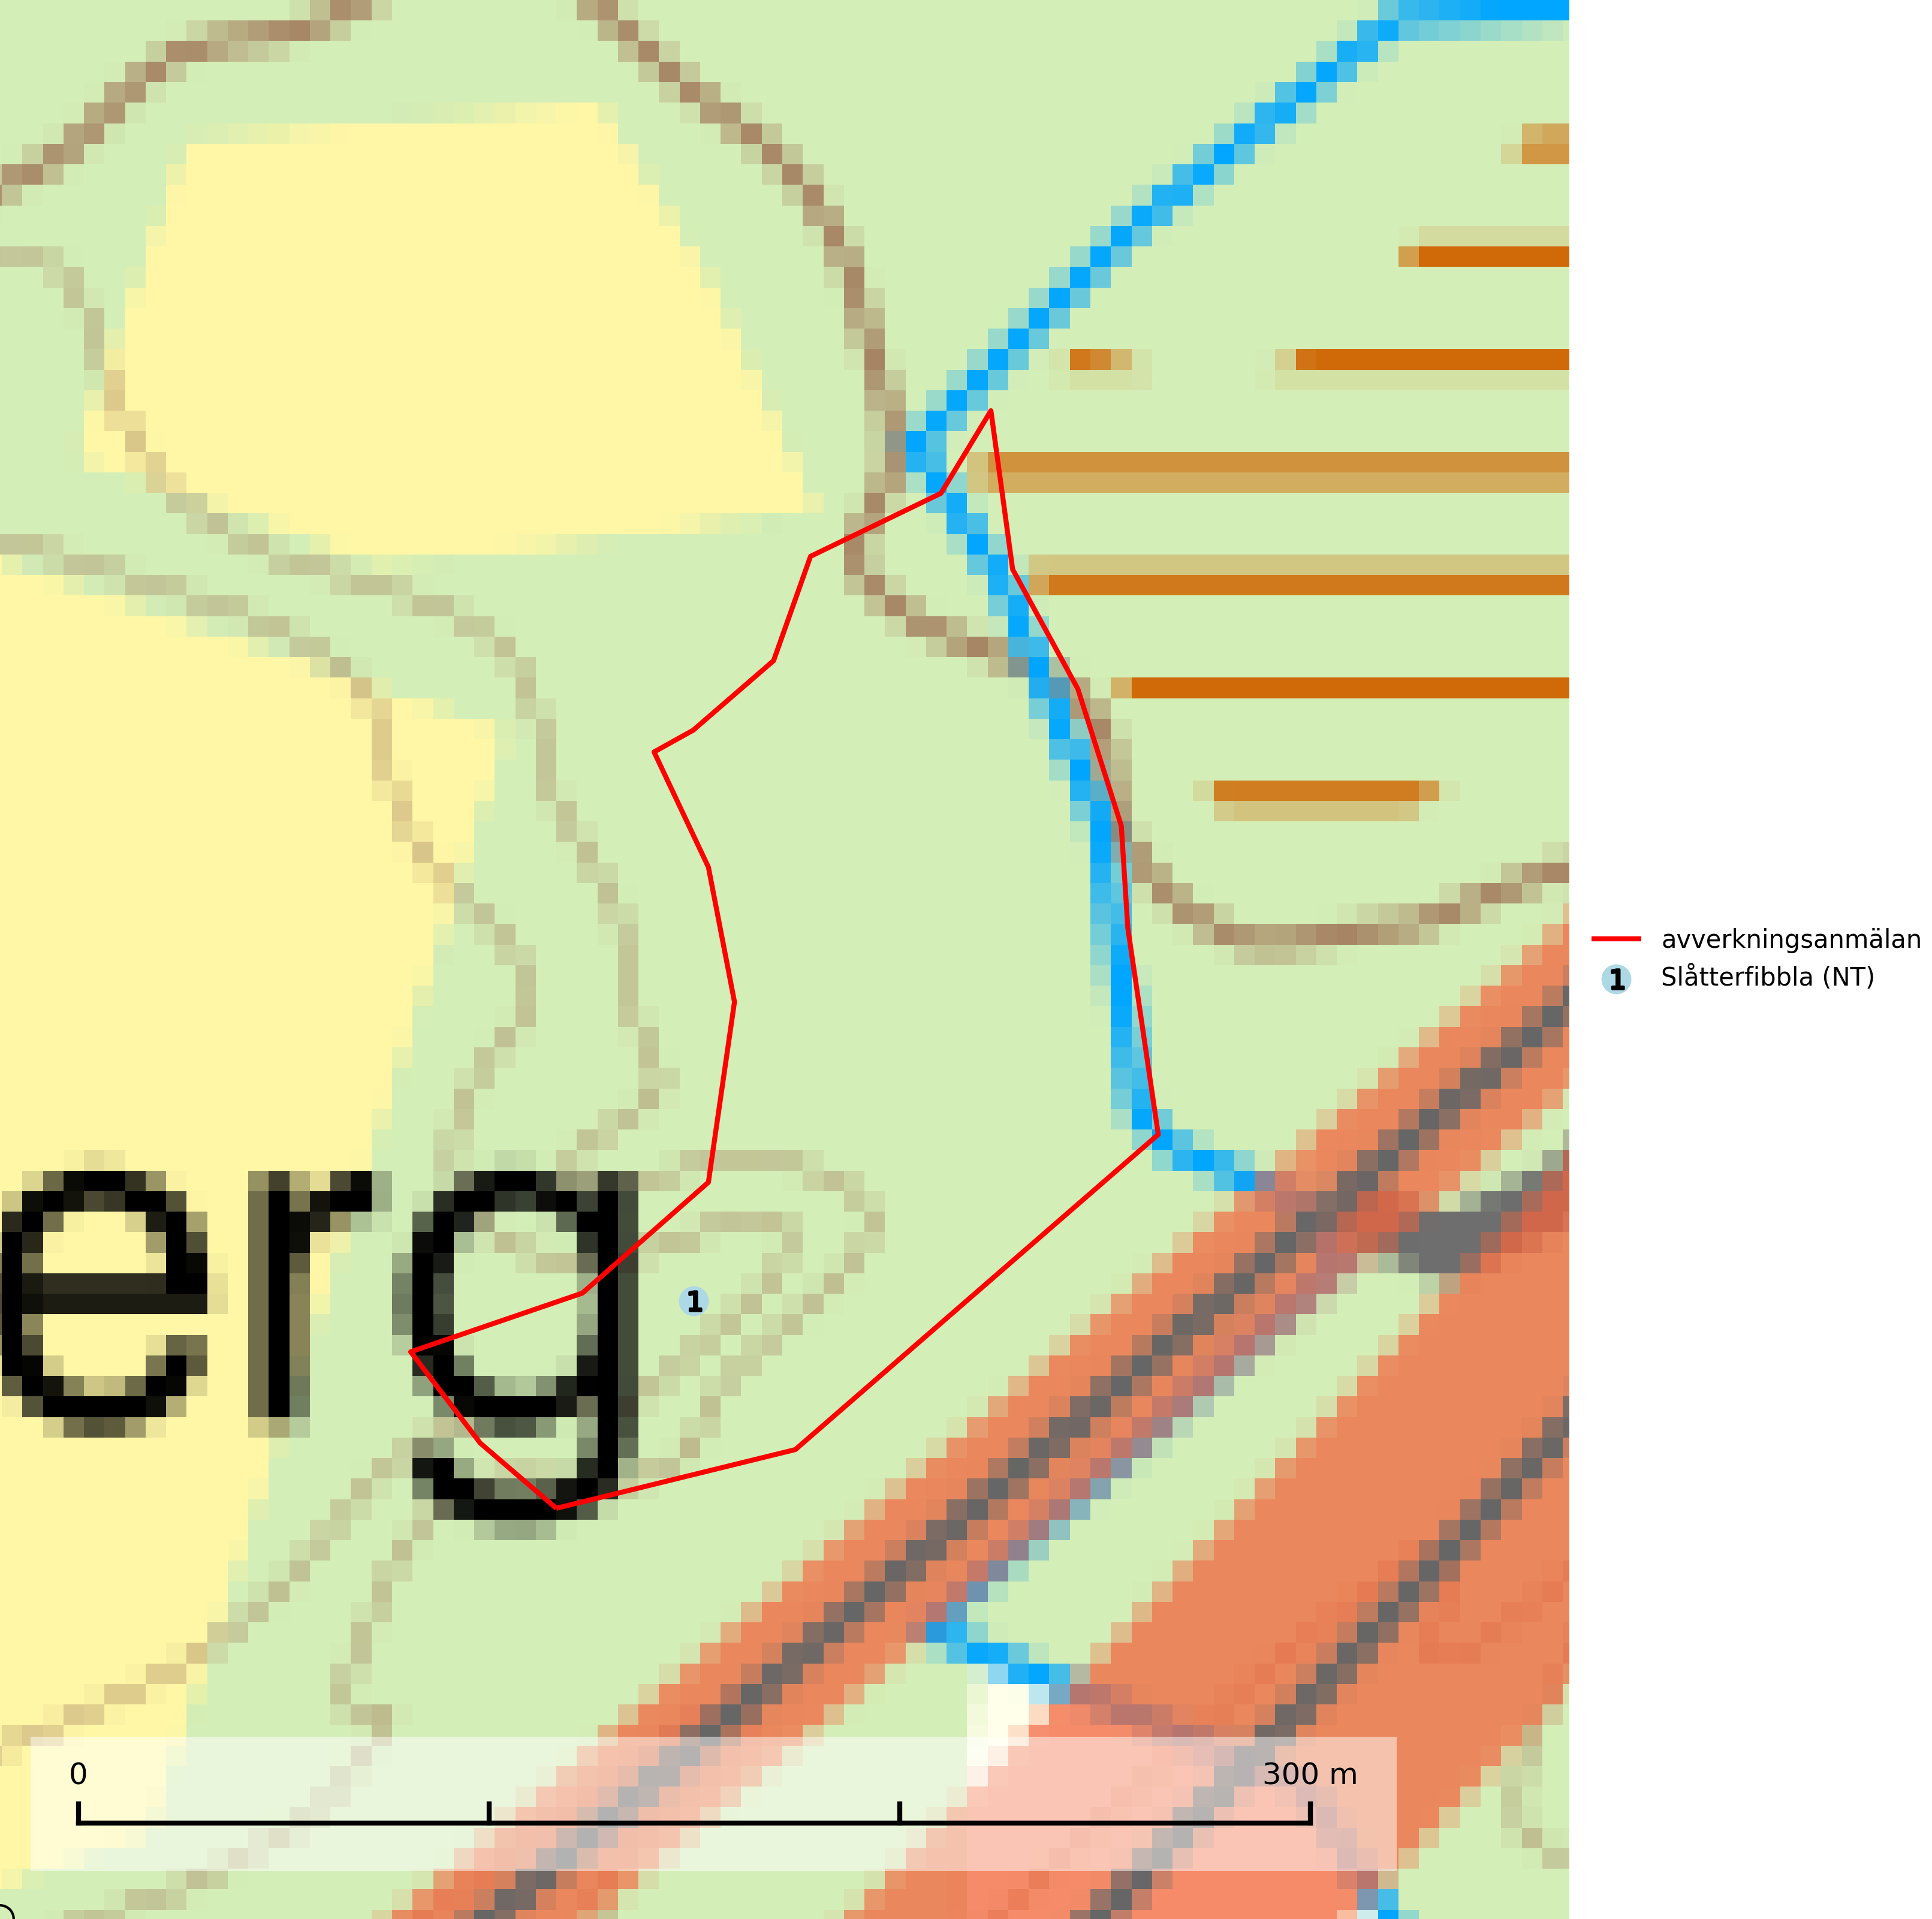 avverkningsanmälan
1 Slåtterfibbla (NT)
erg
1
0 300 m